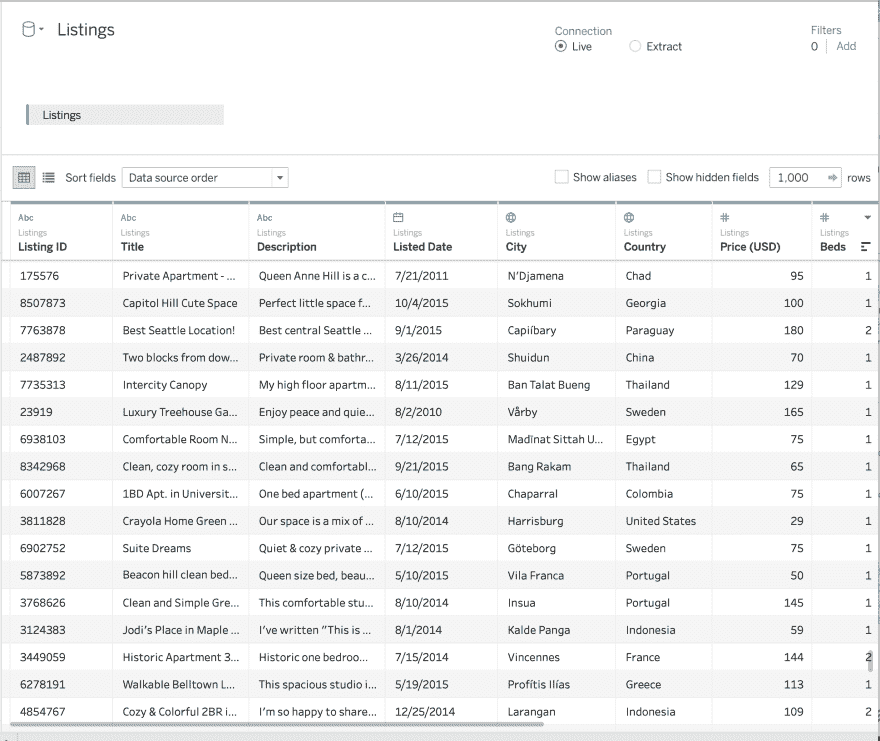 Listings
Connection
Live Extract
Filters
0 Add
Listings
Sort fields Data source order Show aliases Show hidden fields 1,000 rows
Abc Abc Abc # #
Listings Listings Listings Listings Listings Listings Listings Listings
Listing ID Title Description Listed Date City Country Price (USD) Beds
175576 Private Apartment - ... Queen Anne Hill is a c... 7/21/2011 N'Djamena Chad 95 1
8507873 Capitol Hill Cute Space Perfect little space f... 10/4/2015 Sokhumi Georgia 100 1
7763878 Best Seattle Location! Best central Seattle ... 9/1/2015 Capiíbary Paraguay 180 2
2487892 Two blocks from dow... Private room & bathr... 3/26/2014 Shuidun China 70 1
7735313 Intercity Canopy My high floor apartm... 8/11/2015 Ban Talat Bueng Thailand 129 1
23919 Luxury Treehouse Ga... Enjoy peace and quie... 8/2/2010 Vårby Sweden 165 1
6938103 Comfortable Room N... Simple, but comforta... 7/12/2015 Madīnat Sittah U... Egypt 75 1
8342968 Clean, cozy room in s... Clean and comfortabl... 9/21/2015 Bang Rakam Thailand 65 1
6007267 1BD Apt. in Universit... One bed apartment (... 6/10/2015 Chaparral Colombia 75 1
3811828 Crayola Home Green ... Our space is a mix of ... 8/10/2014 Harrisburg United States 29 1
6902752 Suite Dreams Quiet & cozy private ... 7/12/2015 Göteborg Sweden 75 1
5873892 Beacon hill clean bed... Queen size bed, beau... 5/10/2015 Vila Franca Portugal 50 1
3768626 Clean and Simple Gre... This comfortable stu... 8/10/2014 Insua Portugal 145 1
3124383 Jodi's Place in Maple ... I've written "This is ... 8/1/2014 Kalde Panga Indonesia 59 1
3449059 Historic Apartment 3... Historic one bedroo... 7/15/2014 Vincennes France 144 2
6278191 Walkable Belltown L... This spacious studio i... 5/19/2015 Profítis Ilías Greece 113 1
4854767 Cozy & Colorful 2BR i... I'm so happy to share... 12/25/2014 Larangan Indonesia 109 2